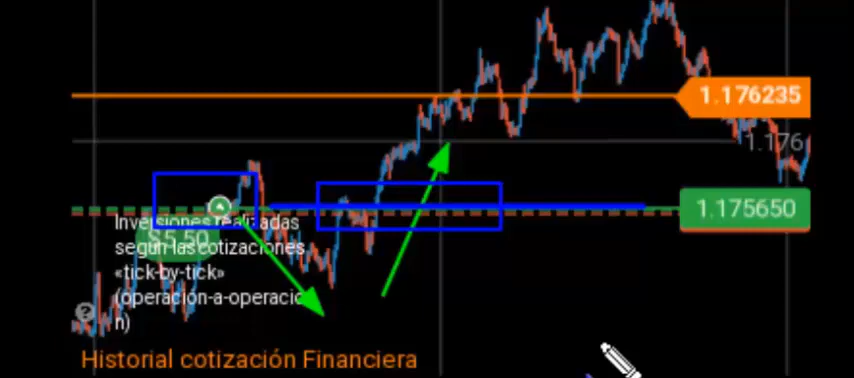 1.176235
1.176
1.175650
Inversiones realizadas
$5.50
según las cotizaciones
«tick-by-tick»
(operación-a-operació
n)
?
Historial cotización Financiera